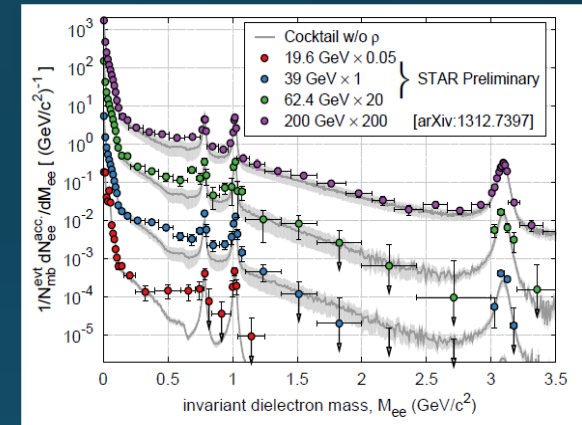 Cocktail w/o ρ
19.6 GeV × 0.05
39 GeV × 1
62.4 GeV × 20
200 GeV × 200
STAR Preliminary
[arXiv:1312.7397]
1/N^evt_mb dN^acc._ee/dM_ee [ (GeV/c²)⁻¹ ]
10³
10²
10¹
10⁰
10⁻¹
10⁻²
10⁻³
10⁻⁴
10⁻⁵
0 0.5 1 1.5 2 2.5 3 3.5
invariant dielectron mass, M_ee (GeV/c²)